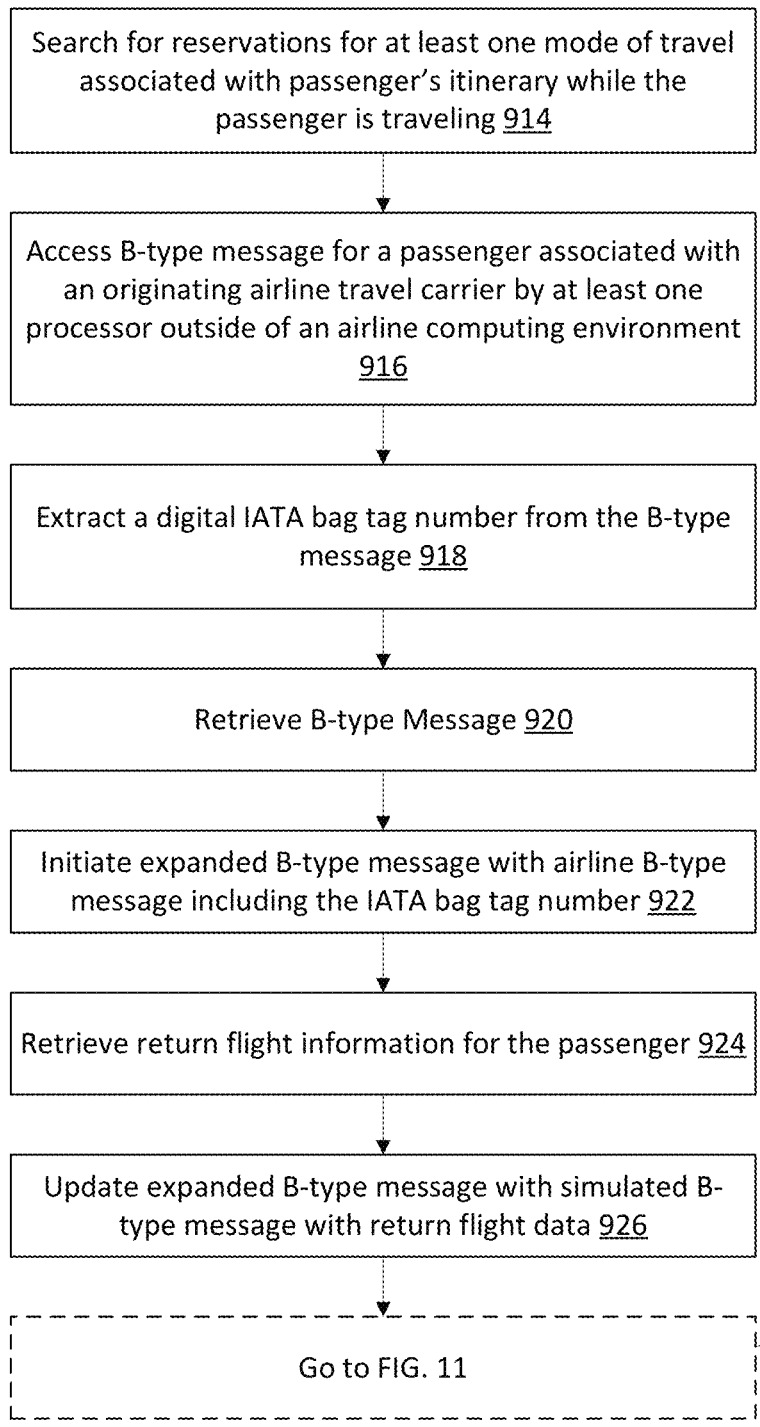 Search for reservations for at least one mode of travel
associated with passenger's itinerary while the
passenger is traveling 914
Access B-type message for a passenger associated with
an originating airline travel carrier by at least one
processor outside of an airline computing environment
916
Extract a digital IATA bag tag number from the B-type
message 918
Retrieve B-type Message 920
Initiate expanded B-type message with airline B-type
message including the IATA bag tag number 922
Retrieve return flight information for the passenger 924
Update expanded B-type message with simulated B-
type message with return flight data 926
Go to FIG. 11